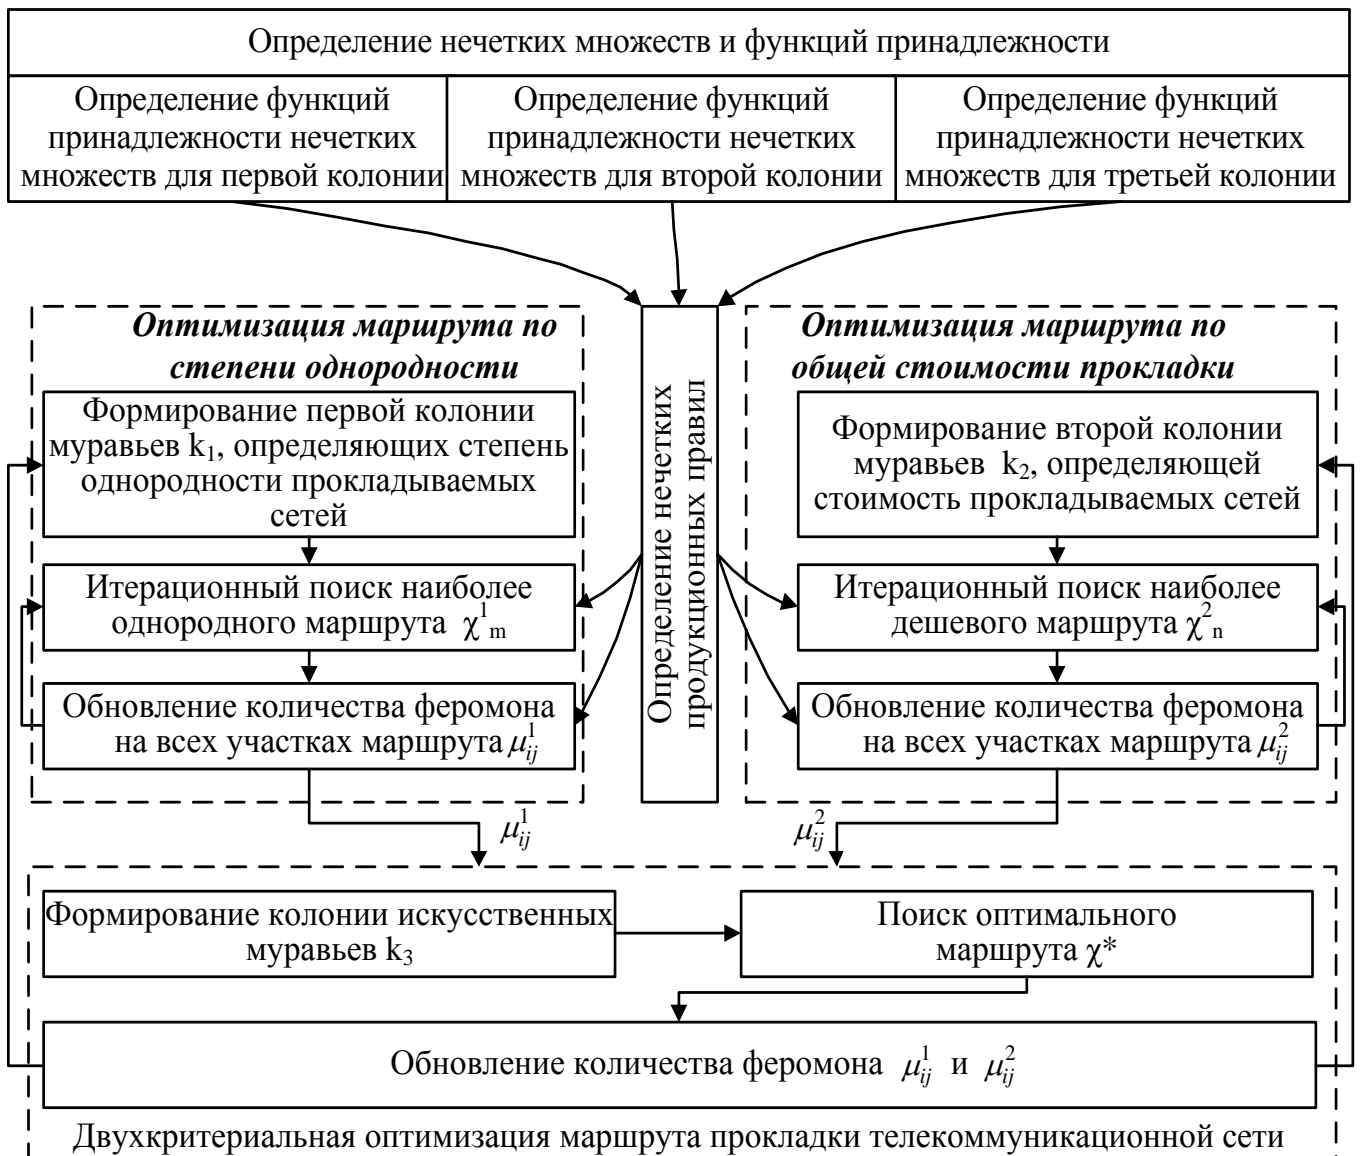 Определение нечетких множеств и функций принадлежности
Определение функций
принадлежности нечетких
множеств для первой колонии
Определение функций
принадлежности нечетких
множеств для второй колонии
Определение функций
принадлежности нечетких
множеств для третьей колонии
Оптимизация маршрута по
степени однородности
Формирование первой колонии
муравьев k₁, определяющих степень
однородности прокладываемых
сетей
Итерационный поиск наиболее
однородного маршрута χ¹ₘ
Обновление количества феромона
на всех участках маршрута μ¹ᵢⱼ
Определение нечетких
продукционных правил
Оптимизация маршрута по
общей стоимости прокладки
Формирование второй колонии
муравьев k₂, определяющей
стоимость прокладываемых сетей
Итерационный поиск наиболее
дешевого маршрута χ²ₙ
Обновление количества феромона
на всех участках маршрута μ²ᵢⱼ
μ¹ᵢⱼ
μ²ᵢⱼ
Формирование колонии искусственных
муравьев k₃
Поиск оптимального
маршрута χ*
Обновление количества феромона μ¹ᵢⱼ и μ²ᵢⱼ
Двухкритериальная оптимизация маршрута прокладки телекоммуникационной сети